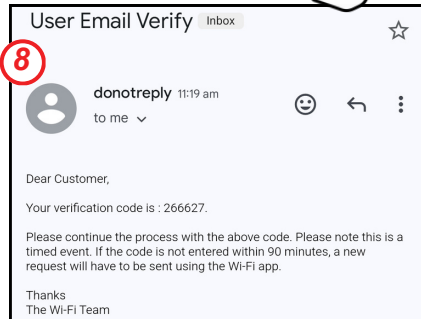 User Email Verify Inbox
8
donotreply 11:19 am
to me
Dear Customer,
Your verification code is : 266627.
Please continue the process with the above code. Please note this is a
timed event. If the code is not entered within 90 minutes, a new
request will have to be sent using the Wi-Fi app.
Thanks
The Wi-Fi Team